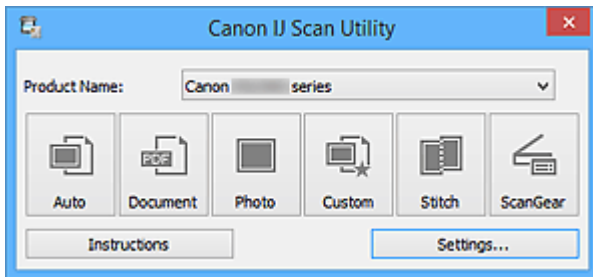 Canon IJ Scan Utility
Product Name: Canon series
PDF
Auto Document Photo Custom Stitch ScanGear
Instructions Settings...